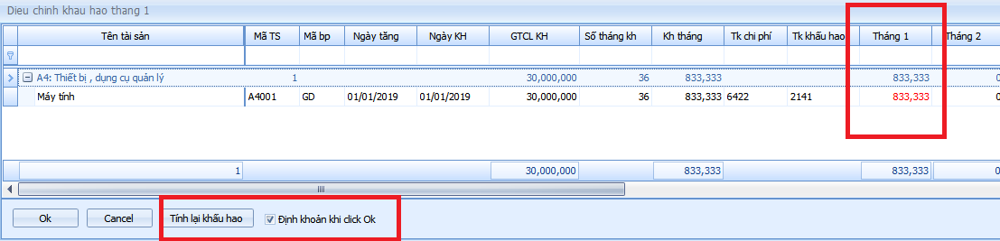 Dieu chinh khau hao thang 1
Tên tài sản Mã TS Mã bp Ngày tăng Ngày KH GTCL KH Số tháng kh Kh tháng Tk chi phí Tk khấu hao Tháng 1 Tháng 2
A4: Thiết bị , dụng cụ quản lý 1 30,000,000 36 833,333 833,333 0
Máy tính A4001 GD 01/01/2019 01/01/2019 30,000,000 36 833,333 6422 2141 833,333 0
1 30,000,000 833,333 833,333 0
Ok Cancel Tính lại khấu hao Định khoản khi click Ok